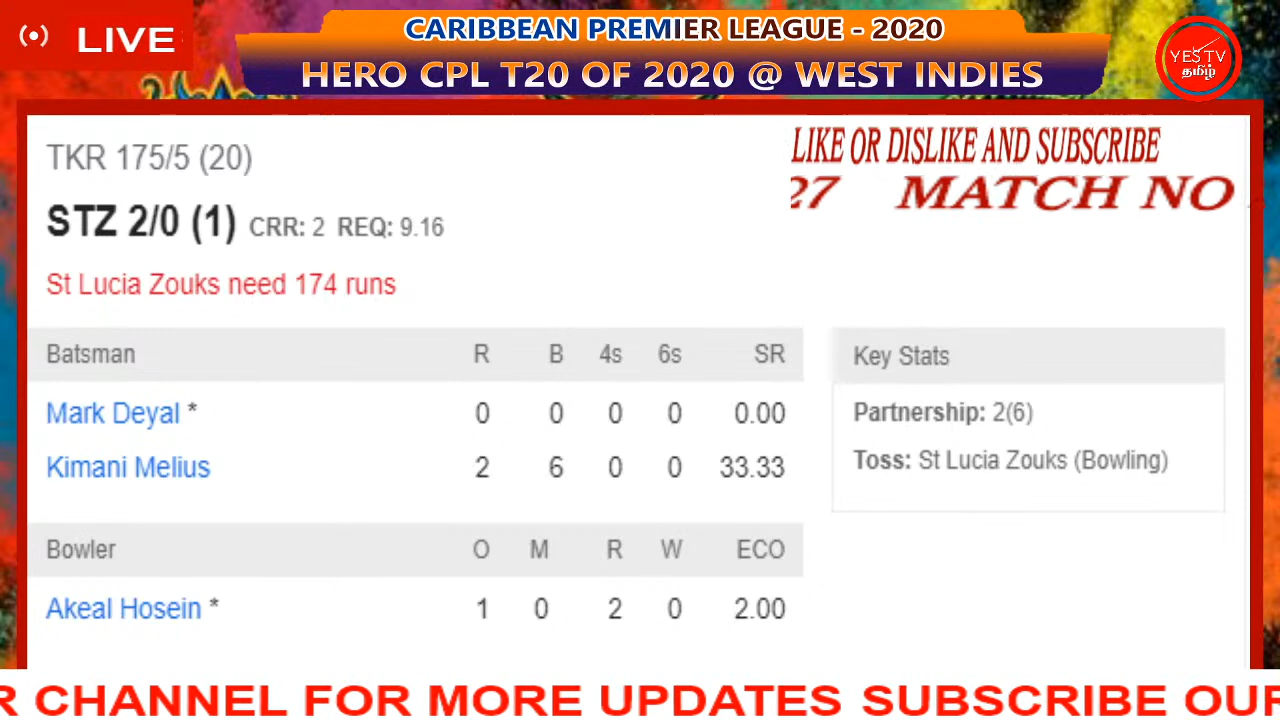 LIVE
CARIBBEAN PREMIER LEAGUE - 2020
HERO CPL T20 OF 2020 @ WEST INDIES
YES TV
தமிழ்
TKR 175/5 (20)
LIKE OR DISLIKE AND SUBSCRIBE
27 MATCH NO
STZ 2/0 (1) CRR: 2 REQ: 9.16
St Lucia Zouks need 174 runs
Batsman R B 4s 6s SR
Mark Deyal * 0 0 0 0 0.00
Kimani Melius 2 6 0 0 33.33
Key Stats
Partnership: 2(6)
Toss: St Lucia Zouks (Bowling)
Bowler O M R W ECO
Akeal Hosein * 1 0 2 0 2.00
R CHANNEL FOR MORE UPDATES SUBSCRIBE OUR